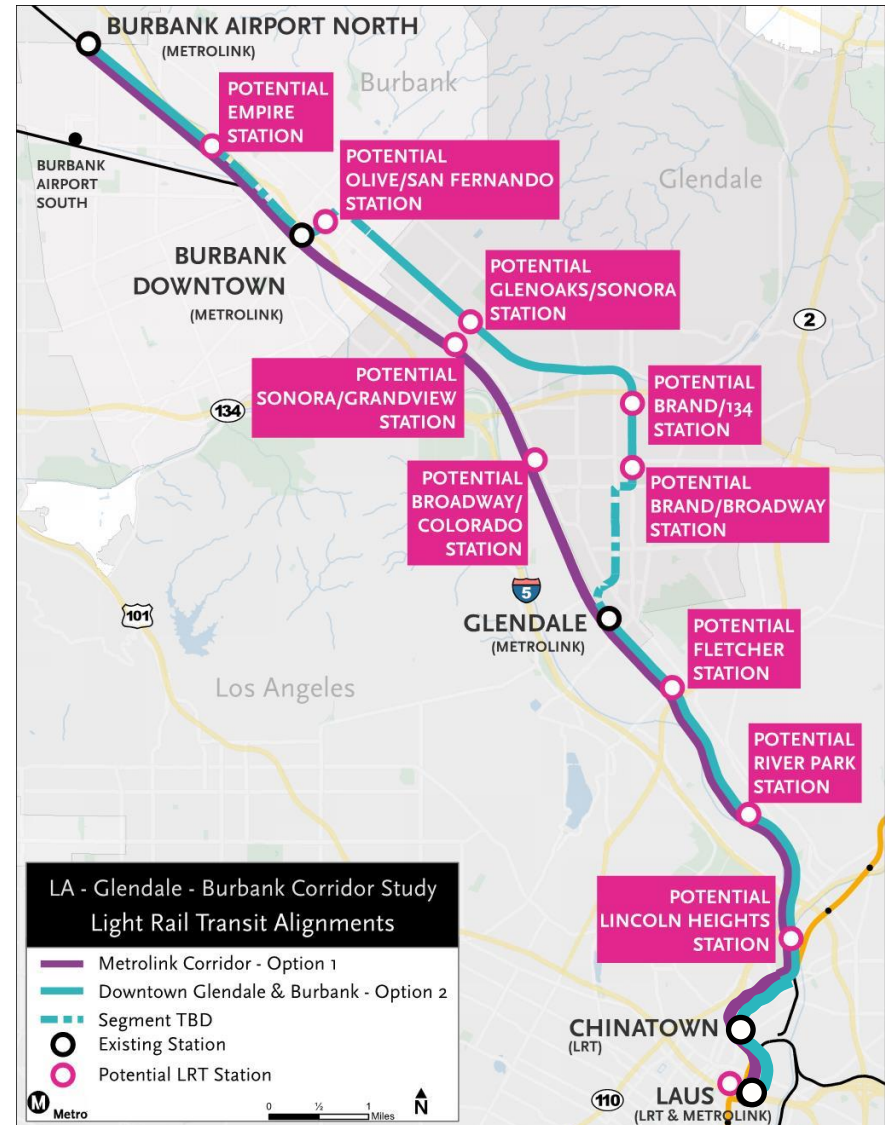 BURBANK AIRPORT NORTH
(METROLINK)
Burbank
POTENTIAL
EMPIRE
STATION
BURBANK
AIRPORT
SOUTH
POTENTIAL
OLIVE/SAN FERNANDO
STATION
Glendale
BURBANK
DOWNTOWN
(METROLINK)
POTENTIAL
GLENOAKS/SONORA
STATION
2
POTENTIAL
SONORA/GRANDVIEW
STATION
134
POTENTIAL
BRAND/134
STATION
POTENTIAL
BROADWAY/
COLORADO
STATION
POTENTIAL
BRAND/BROADWAY
STATION
5
101
GLENDALE
(METROLINK)
POTENTIAL
FLETCHER
STATION
Los Angeles
POTENTIAL
RIVER PARK
STATION
POTENTIAL
LINCOLN HEIGHTS
STATION
CHINATOWN
(LRT)
LAUS
(LRT & METROLINK)
110
LA - Glendale - Burbank Corridor Study
Light Rail Transit Alignments
Metrolink Corridor - Option 1
Downtown Glendale & Burbank - Option 2
Segment TBD
Existing Station
Potential LRT Station
M Metro
0 ½ 1
Miles
N